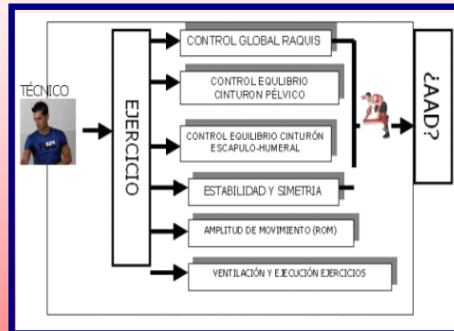 TÉCNICO
EJERCICIO
CONTROL GLOBAL RAQUIS
CONTROL EQULIBRIO
CINTURON PÉLVICO
CONTROL EQUILIBRIO CINTURÓN
ESCAPULO-HUMERAL
ESTABILIDAD Y SIMETRIA
AMPLITUD DE MOVIMIENTO (ROM)
VENTILACIÓN Y EJECUCIÓN EJERCICIOS
¿AAD?